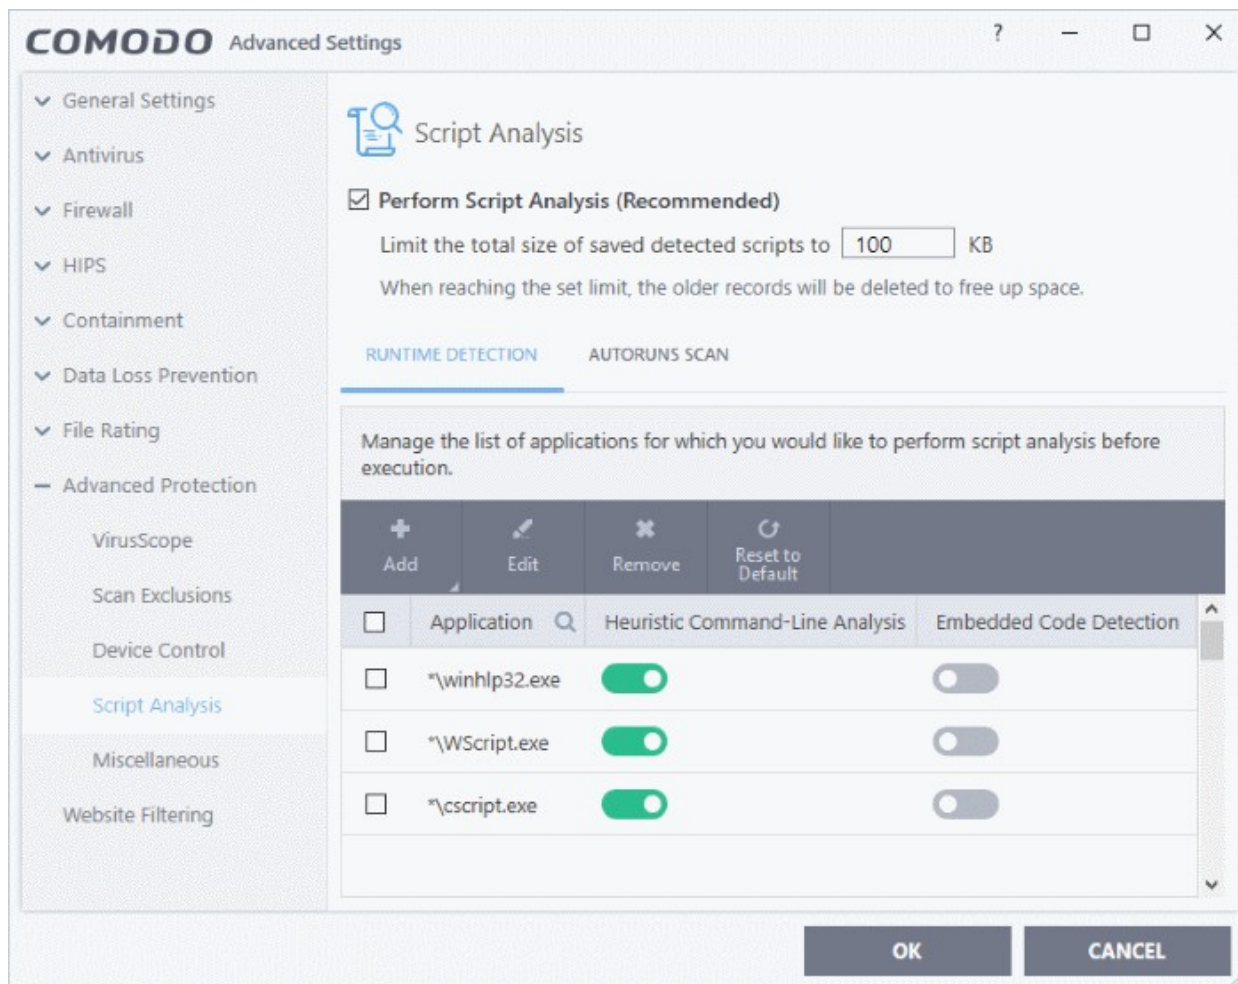 COMODO Advanced Settings
?
General Settings
Antivirus
Firewall
HIPS
Containment
Data Loss Prevention
File Rating
Advanced Protection
VirusScope
Scan Exclusions
Device Control
Script Analysis
Miscellaneous
Website Filtering
Script Analysis
Perform Script Analysis (Recommended)
Limit the total size of saved detected scripts to 100 KB
When reaching the set limit, the older records will be deleted to free up space.
RUNTIME DETECTION AUTORUNS SCAN
Manage the list of applications for which you would like to perform script analysis before
execution.
Add Edit Remove Reset to
Default
Application Heuristic Command-Line Analysis Embedded Code Detection
*\winhlp32.exe
*\WScript.exe
*\cscript.exe
OK CANCEL